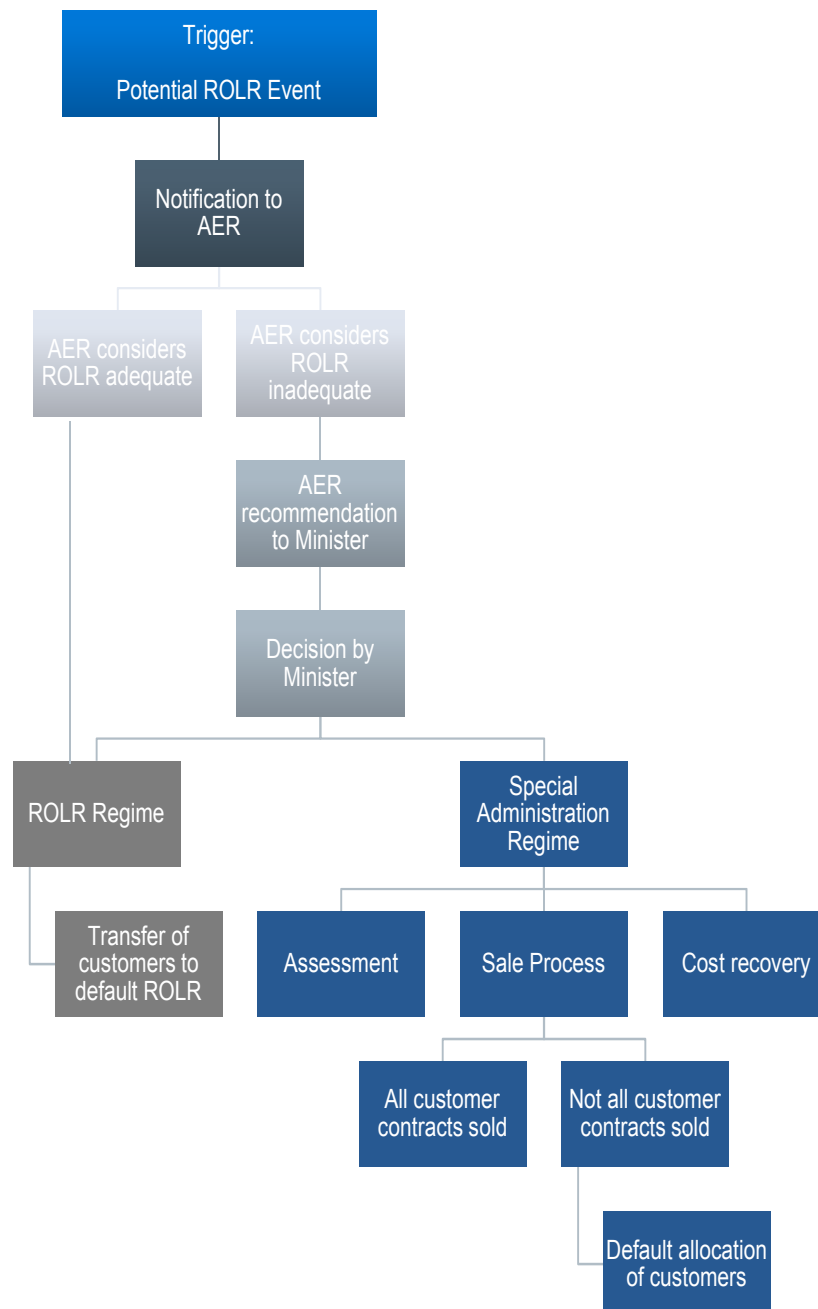 Trigger:
Potential ROLR Event
Notification to
AER
AER considers
ROLR adequate
AER considers
ROLR
inadequate
AER
recommendation
to Minister
Decision by
Minister
ROLR Regime
Special
Administration
Regime
Transfer of
customers to
default ROLR
Assessment
Sale Process
Cost recovery
All customer
contracts sold
Not all customer
contracts sold
Default allocation
of customers